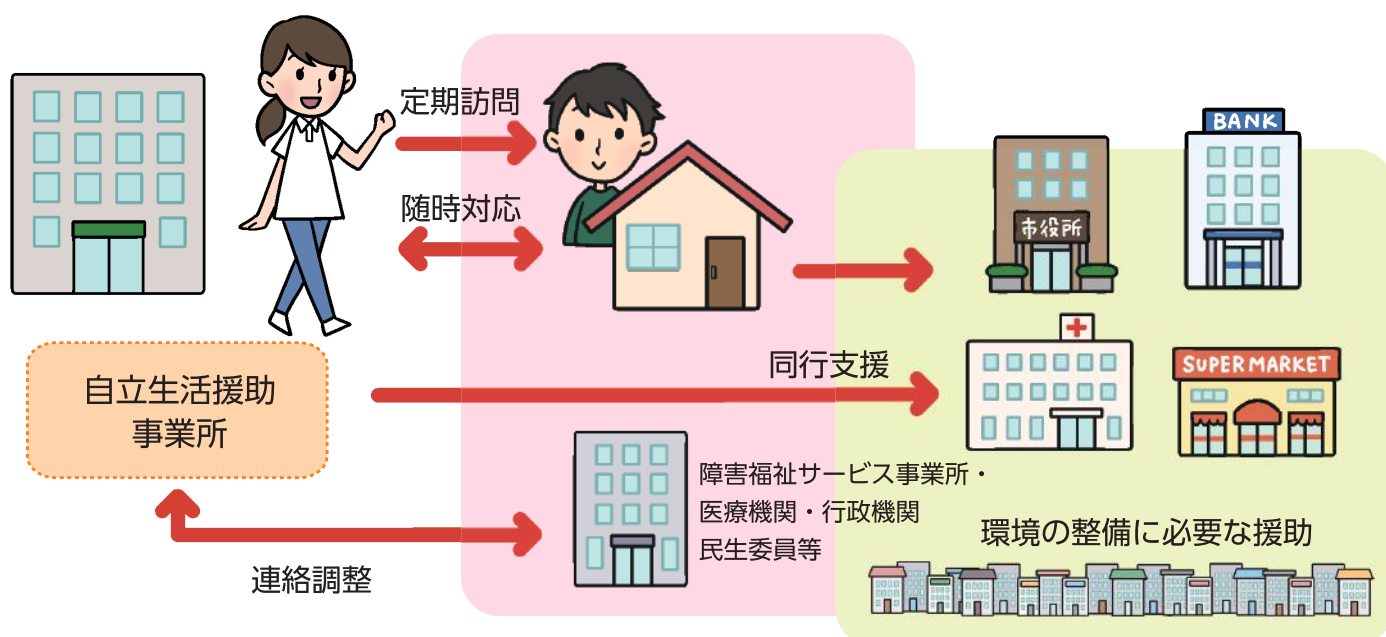 定期訪問
随時対応
自立生活援助
事業所
連絡調整
同行支援
障害福祉サービス事業所・
医療機関・行政機関
民生委員等
市役所
BANK
SUPER MARKET
環境の整備に必要な援助